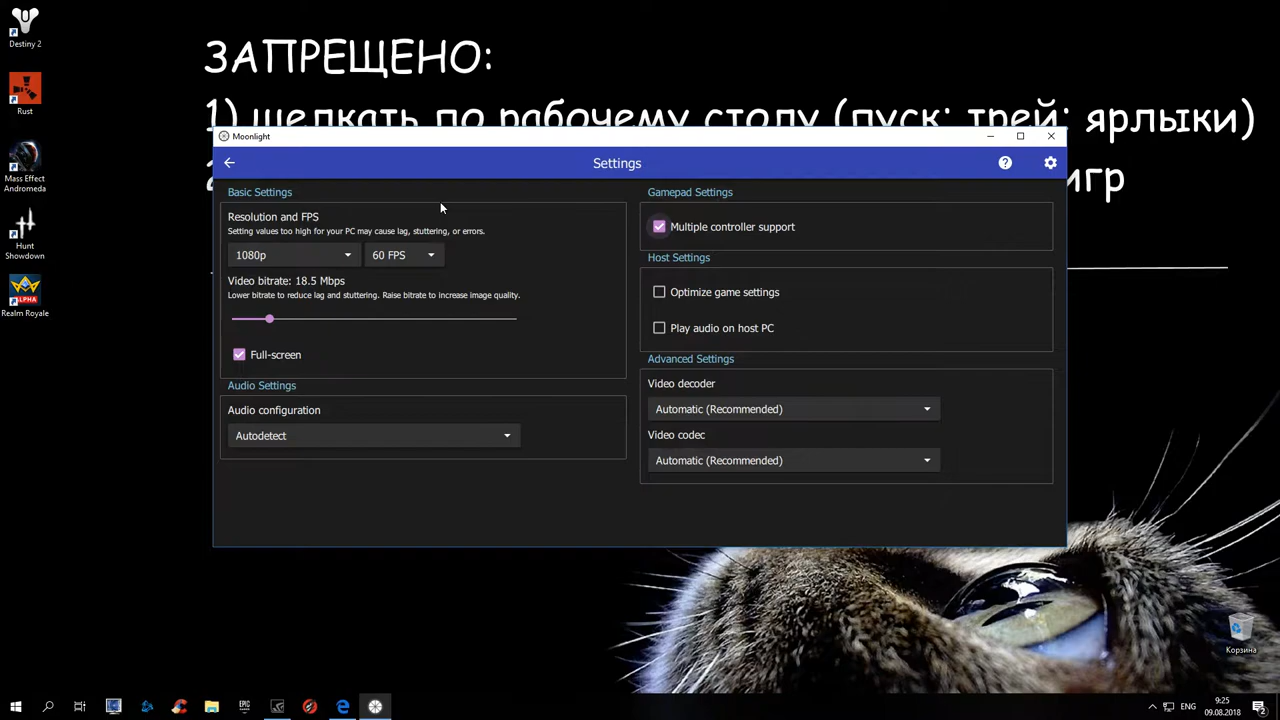 Destiny 2
Rust
Mass Effect
Andromeda
Hunt
Showdown
ALPHA
Realm Royale
ЗАПРЕЩЕНО:
1) щелкать по рабочему столу (пуск; трей; ярлыки)
игр
Moonlight
Settings
?
Basic Settings
Resolution and FPS
Setting values too high for your PC may cause lag, stuttering, or errors.
1080p
60 FPS
Video bitrate: 18.5 Mbps
Lower bitrate to reduce lag and stuttering. Raise bitrate to increase image quality.
Full-screen
Audio Settings
Audio configuration
Autodetect
Gamepad Settings
Multiple controller support
Host Settings
Optimize game settings
Play audio on host PC
Advanced Settings
Video decoder
Automatic (Recommended)
Video codec
Automatic (Recommended)
Корзина
EPIC
ENG
9:25
09.08.2018
2